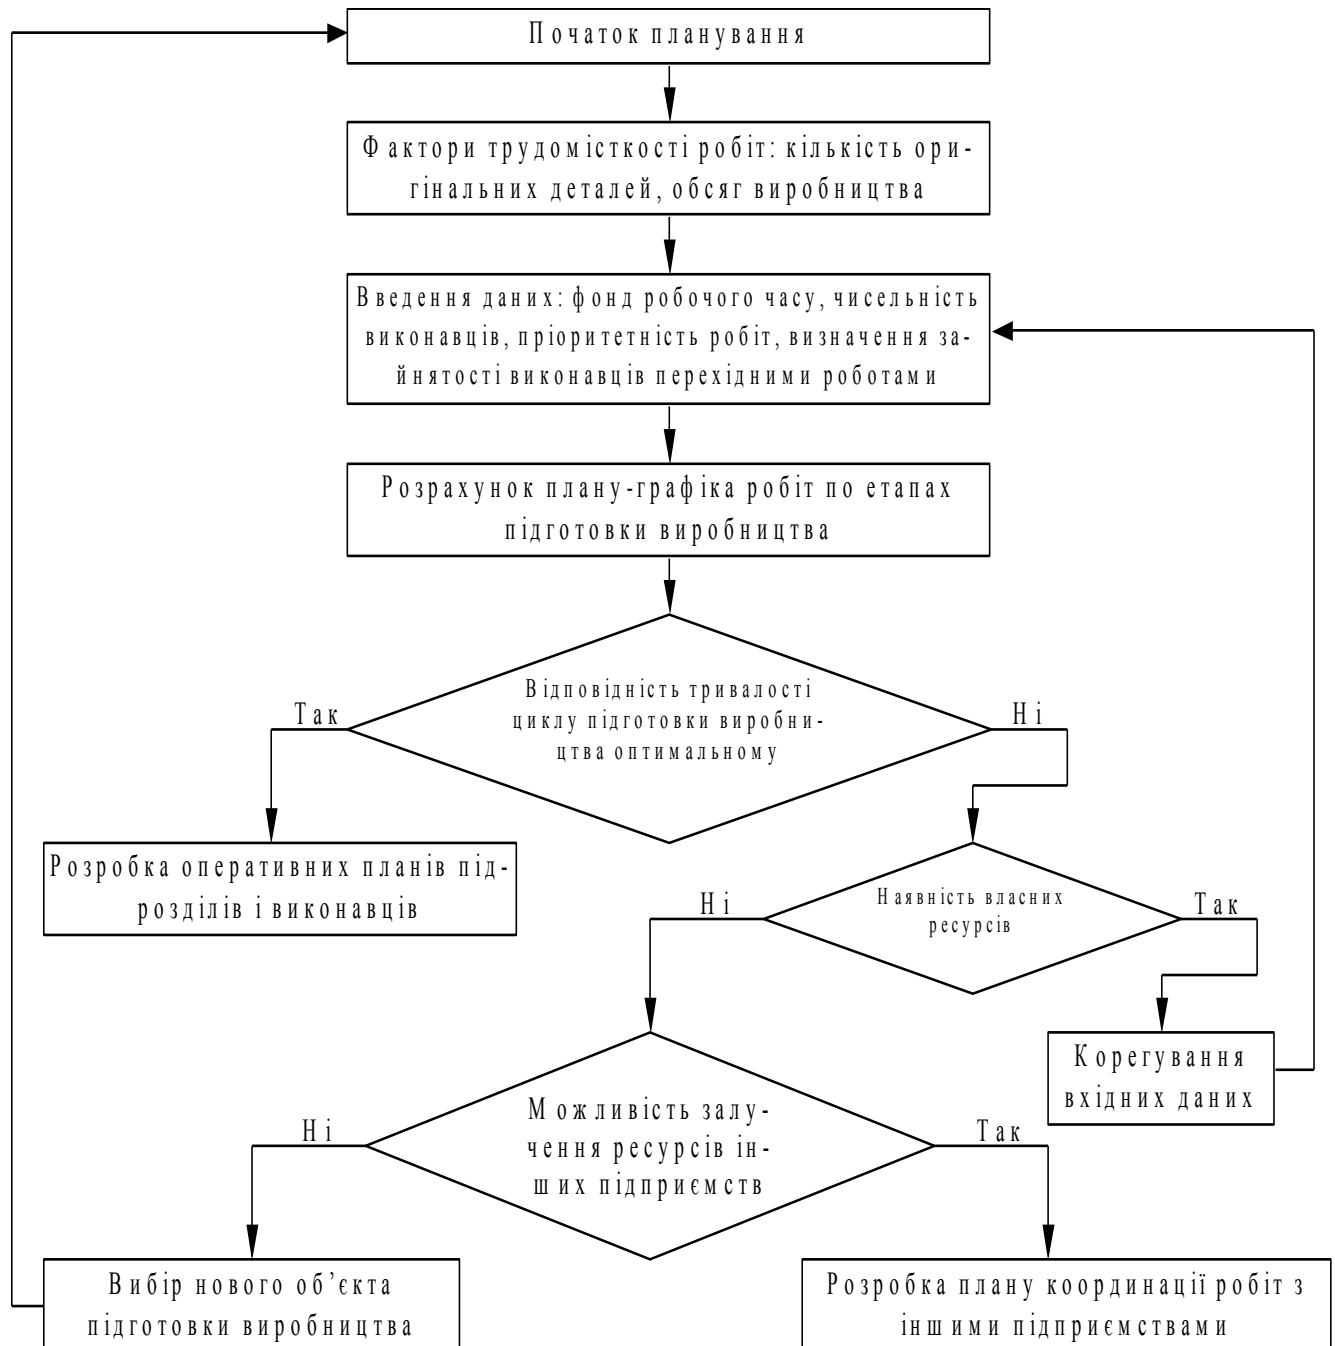 Початок планування
Фактори трудомісткості робіт: кількість ори-
гінальних деталей, обсяг виробництва
Введення даних: фонд робочого часу, чисельність
виконавців, пріоритетність робіт, визначення за-
йнятості виконавців перехідними роботами
Розрахунок плану-графіка робіт по етапах
підготовки виробництва
Відповідність тривалості
циклу підготовки виробни-
цтва оптимальному
Так
Ні
Розробка оперативних планів під-
розділів і виконавців
Наявність власних
ресурсів
Ні
Так
Корегування
вхідних даних
Можливість залу-
чення ресурсів ін-
ших підприємств
Ні
Так
Вибір нового об’єкта
підготовки виробництва
Розробка плану координації робіт з
іншими підприємствами